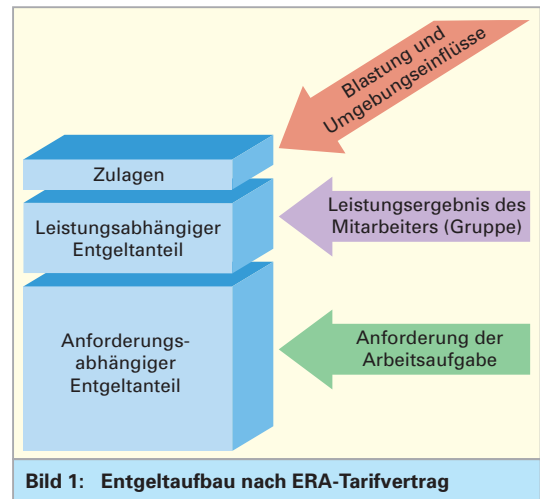 Blastung und
Umgebungseinflüsse
Zulagen
Leistungsabhängiger
Entgeltanteil
Leistungsergebnis des
Mitarbeiters (Gruppe)
Anforderungs-
abhängiger
Entgeltanteil
Anforderung der
Arbeitsaufgabe
Bild 1: Entgeltaufbau nach ERA-Tarifvertrag